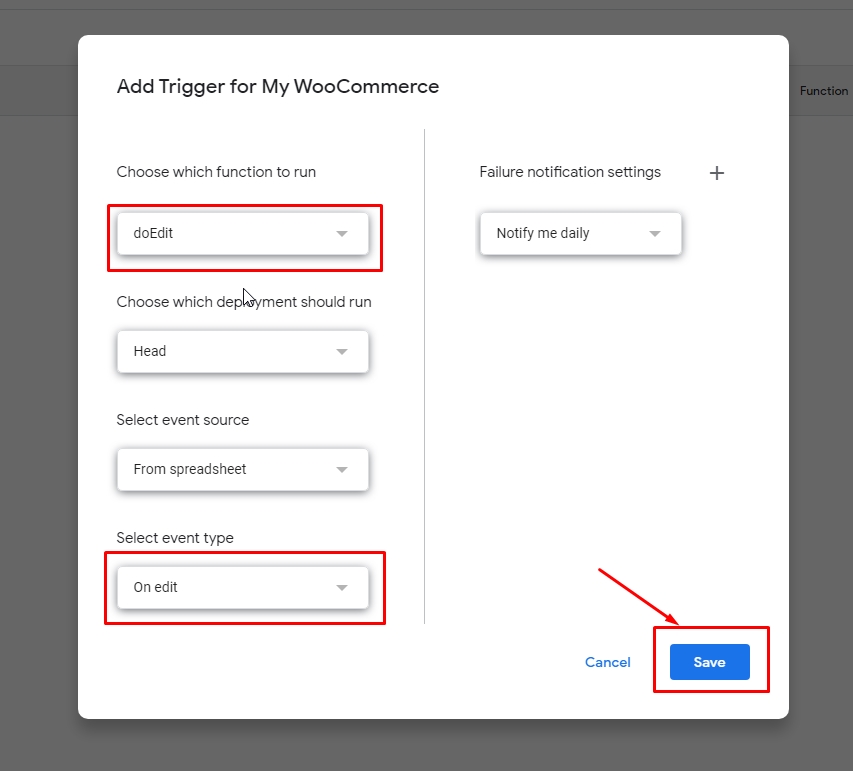 Add Trigger for My WooCommerce
Function
Choose which function to run
doEdit
Choose which deployment should run
Head
Select event source
From spreadsheet
Select event type
On edit
Failure notification settings
Notify me daily
Cancel
Save